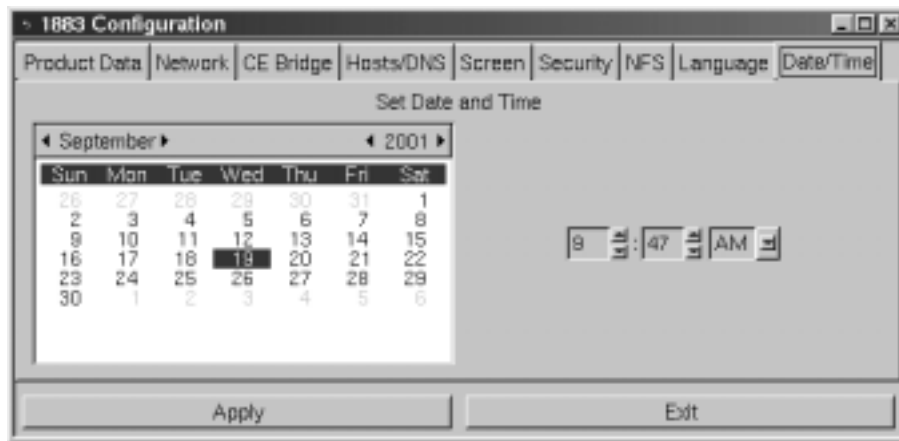 1883 Configuration
Product Data Network CE Bridge Hosts/DNS Screen Security NFS Language Date/Time
Set Date and Time
September 2001
Sun Mon Tue Wed Thu Fri Sat
26 27 28 29 30 31 1
2 3 4 5 6 7 8
9 10 11 12 13 14 15
16 17 18 19 20 21 22
23 24 25 26 27 28 29
30 1 2 3 4 5 6
9 : 47 AM
Apply Exit